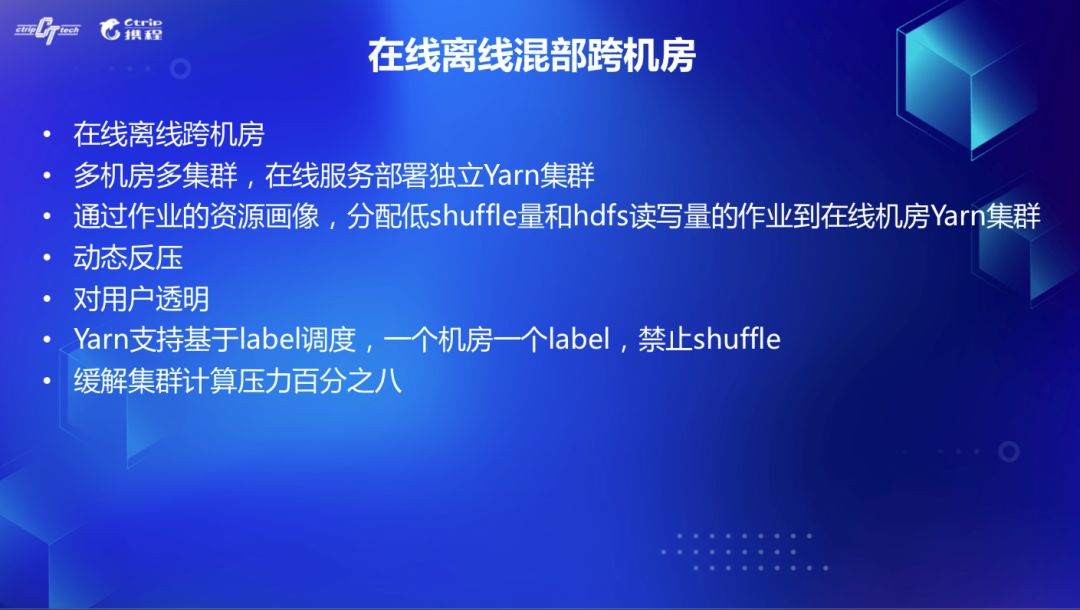 ctrip tech Ctrip
携程
在线离线混部跨机房
• 在线离线跨机房
• 多机房多集群，在线服务部署独立Yarn集群
• 通过作业的资源画像，分配低shuffle量和hdfs读写量的作业到在线机房Yarn集群
• 动态反压
• 对用户透明
• Yarn支持基于label调度，一个机房一个label，禁止shuffle
• 缓解集群计算压力百分之八